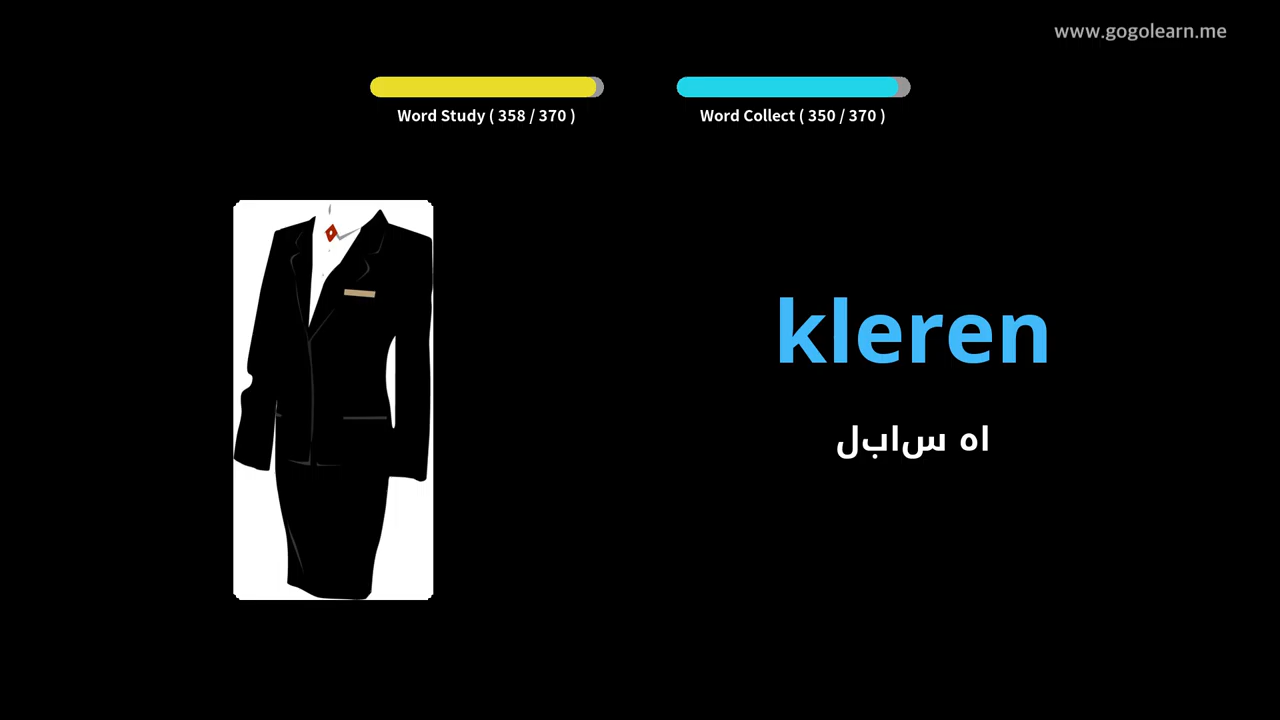 www.gogolearn.me
Word Study ( 358 / 370 )
Word Collect ( 350 / 370 )
kleren
اه سابل